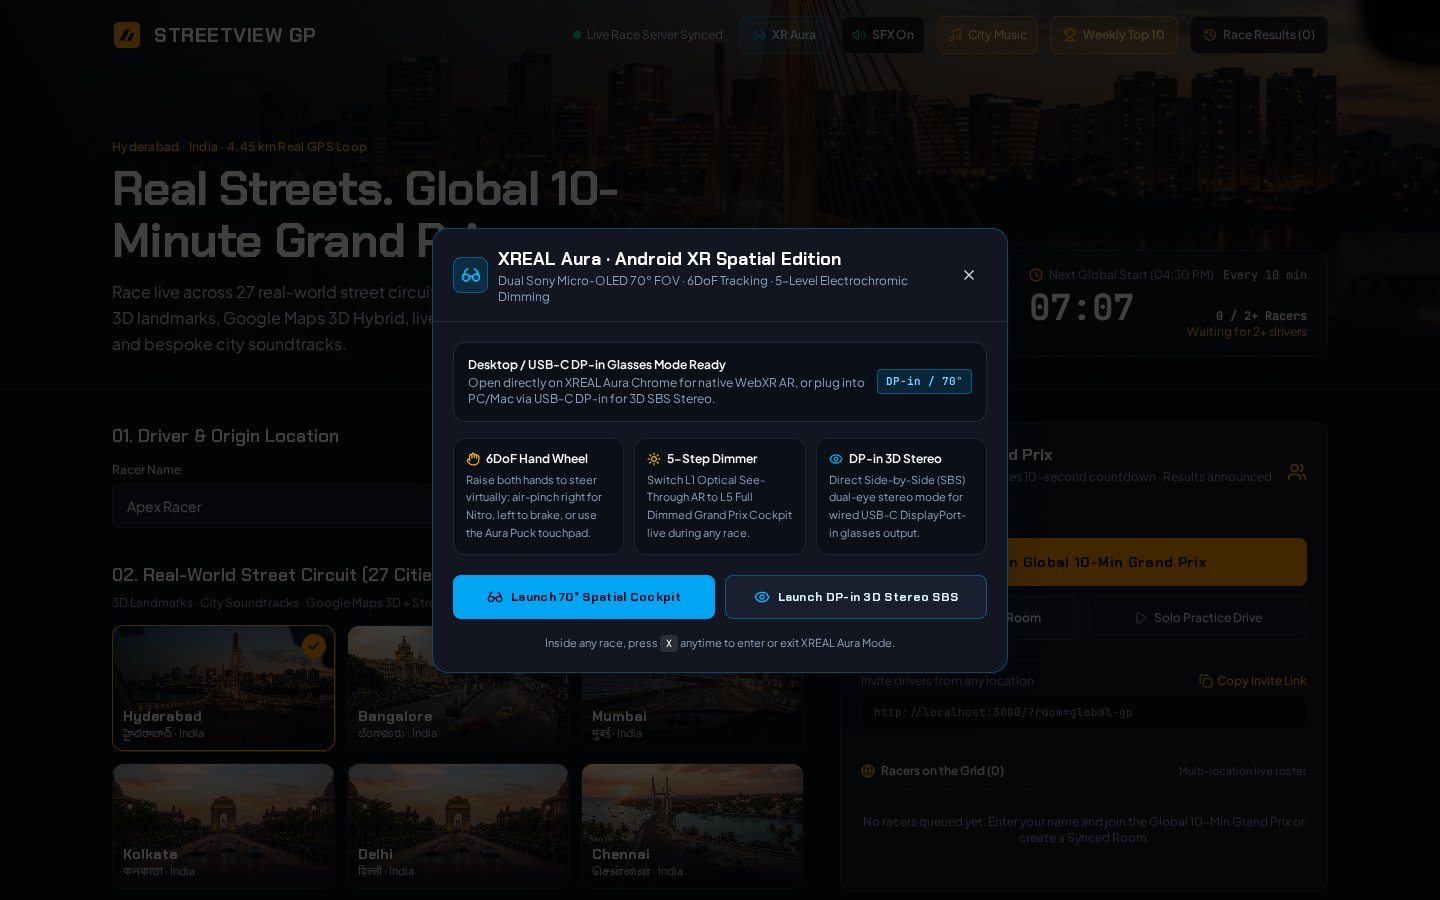 STREETVIEW GP
Live Race Server Synced
XR Aura
SFX On
City Music
Weekly Top 10
Race Results (0)
Hyderabad · India · 4.45 km Real GPS Loop
Real Streets. Global 10-
Minute Grand
Race live across 27 real-world street
3D landmarks, Google Maps 3D Hybrid,
and bespoke city soundtracks.
Next Global Start (04:30 PM)
Every 10 min
07:07
0 / 2+ Racers
Waiting for 2+ drivers
XREAL Aura · Android XR Spatial Edition
Dual Sony Micro-OLED 70° FOV · 6DoF Tracking · 5-Level Electrochromic
Dimming
Desktop / USB-C DP-in Glasses Mode Ready
Open directly on XREAL Aura Chrome for native WebXR AR, or plug into
PC/Mac via USB-C DP-in for 3D SBS Stereo.
DP-in / 70°
6DoF Hand Wheel
Raise both hands to steer
virtually; air-pinch right for
Nitro, left to brake, or use
the Aura Puck touchpad.
5-Step Dimmer
Switch L1 Optical See-
Through AR to L5 Full
Dimmed Grand Prix Cockpit
live during any race.
DP-in 3D Stereo
Direct Side-by-Side (SBS)
dual-eye stereo mode for
wired USB-C DisplayPort-
in glasses output.
Launch 70° Spatial Cockpit
Launch DP-in 3D Stereo SBS
Inside any race, press X anytime to enter or exit XREAL Aura Mode.
01. Driver & Origin Location
Racer Name
Apex Racer
02. Real-World Street Circuit (27
3D Landmarks · City Soundtracks · Google Maps 3D +
Hyderabad
హైదరాబాద్ · India
Bangalore
ಬೆಂಗಳೂರು · India
Mumbai
मुंबई · India
Kolkata
কলকাতা · India
Delhi
दिल्ली · India
Chennai
சென்னை · India
Prix
10-second countdown · Results announced
Global 10-Min Grand Prix
Room
Solo Practice Drive
Invite drivers from any location
Copy Invite Link
http://localhost:3000/?room=global-gp
Racers on the Grid (0)
Multi-location live roster
No racers queued yet. Enter your name and join the Global 10-Min Grand Prix or
create a Synced Room.